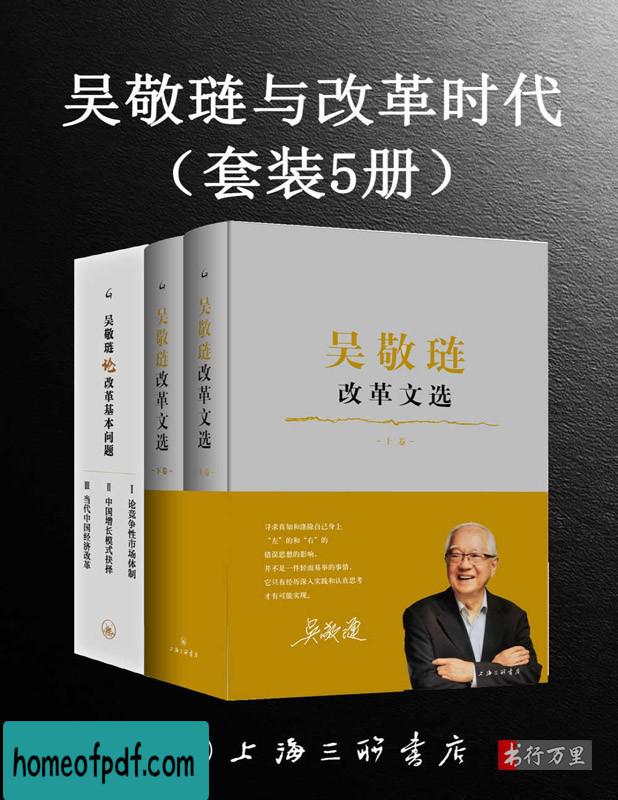 吴敬琏与改革时代
（套装5册）
吴敬琏论改革基本问题
Ⅰ 论竞争性市场体制
Ⅱ 中国增长模式抉择
Ⅲ 当代中国经济改革
吴敬琏改革文选
-下卷-
吴敬琏改革文选
-上卷-
吴敬琏
改革文选
-上卷-
寻求真知和涤除自己身上
“左”的和“右”的
错误思想的影响，
并不是一件轻而易举的事情，
它只有经历深入实践和认真思考
才有可能实现。
吴敬琏
上海三联书店
上海三联书店
上海三联书店
书行万里
homeofpdf.com